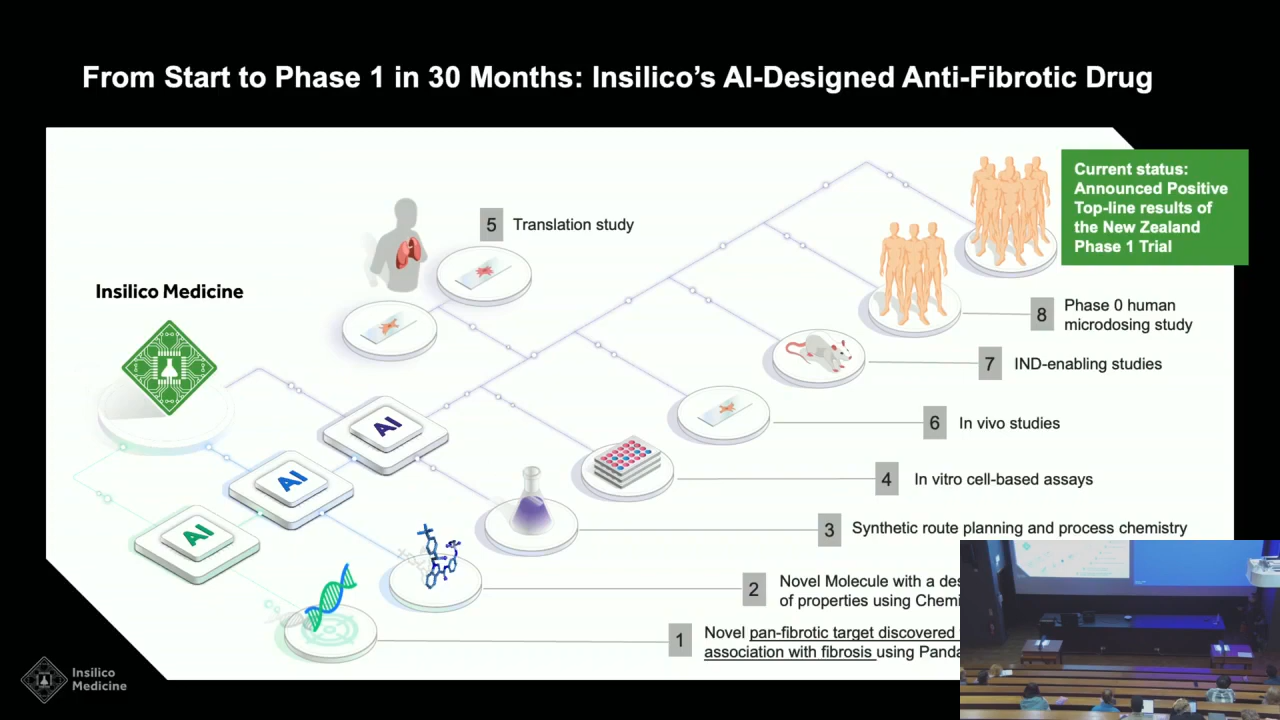 From Start to Phase 1 in 30 Months: Insilico's AI-Designed Anti-Fibrotic Drug
Current status:
Announced Positive
Top-line results of
the New Zealand
Phase 1 Trial
5 Translation study
Insilico Medicine
8 Phase 0 human
microdosing study
7 IND-enabling studies
6 In vivo studies
AI
AI
AI
4 In vitro cell-based assays
3 Synthetic route planning and process chemistry
2 Novel Molecule with a
of properties using
1 Novel pan-fibrotic target discovered
association with fibrosis using
Insilico
Medicine